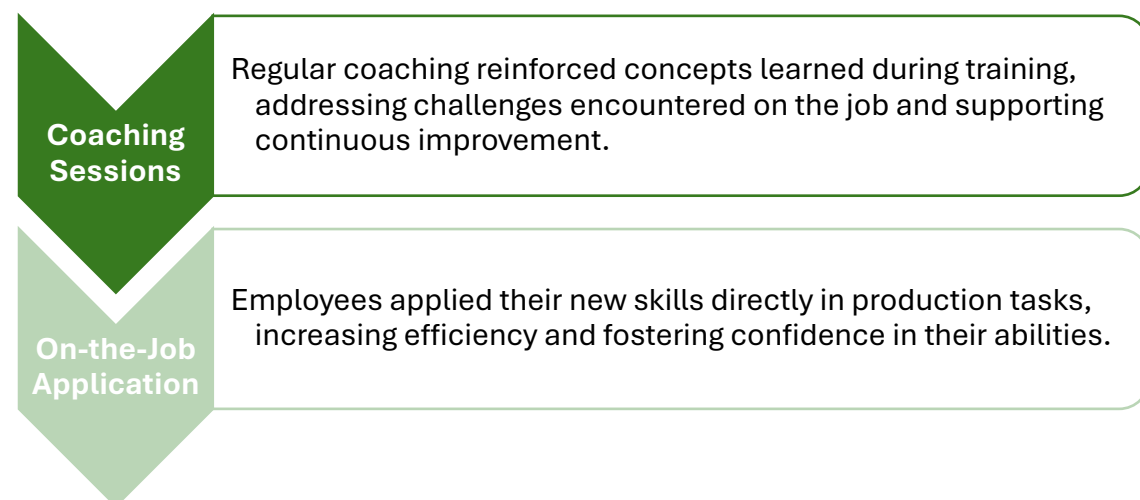 Coaching
Sessions
Regular coaching reinforced concepts learned during training,
addressing challenges encountered on the job and supporting
continuous improvement.
On-the-Job
Application
Employees applied their new skills directly in production tasks,
increasing efficiency and fostering confidence in their abilities.